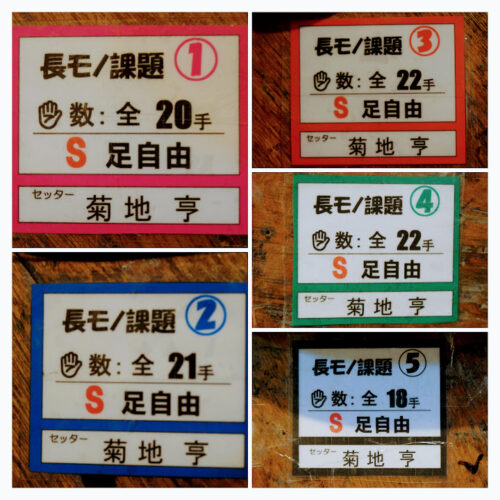 長モノ課題 ①
数: 全 20手
S 足自由
セッター 菊地 亨
長モノ課題 ②
数: 全 21手
S 足自由
セッター 菊地 亨
長モノ課題 ③
数: 全 22手
S 足自由
セッター 菊地 亨
長モノ課題 ④
数: 全 22手
S 足自由
セッター 菊地 亨
長モノ課題 ⑤
数: 全 18手
S 足自由
セッター 菊地 亨